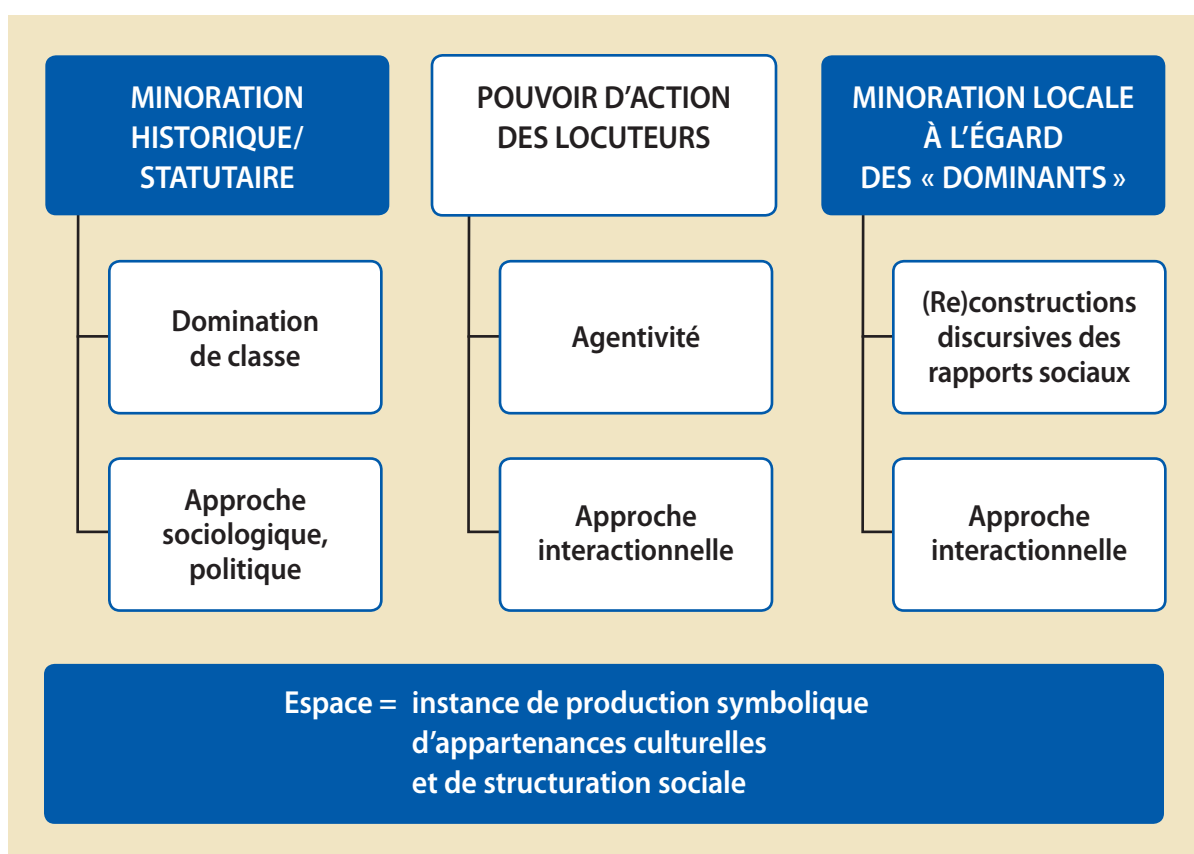 MINORATION
HISTORIQUE/
STATUTAIRE
Domination
de classe
Approche
sociologique,
politique
POUVOIR D'ACTION
DES LOCUTEURS
Agentivité
Approche
interactionnelle
MINORATION LOCALE
À L'ÉGARD
DES « DOMINANTS »
(Re)constructions
discursives des
rapports sociaux
Approche
interactionnelle
Espace = instance de production symbolique
d'appartenances culturelles
et de structuration sociale